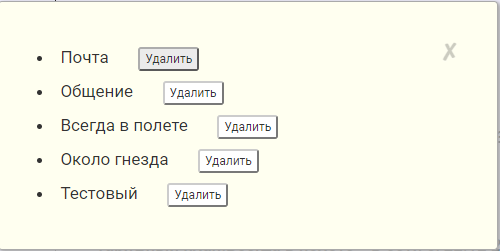 Почта Удалить
Общение Удалить
Всегда в полете Удалить
Около гнезда Удалить
Тестовый Удалить